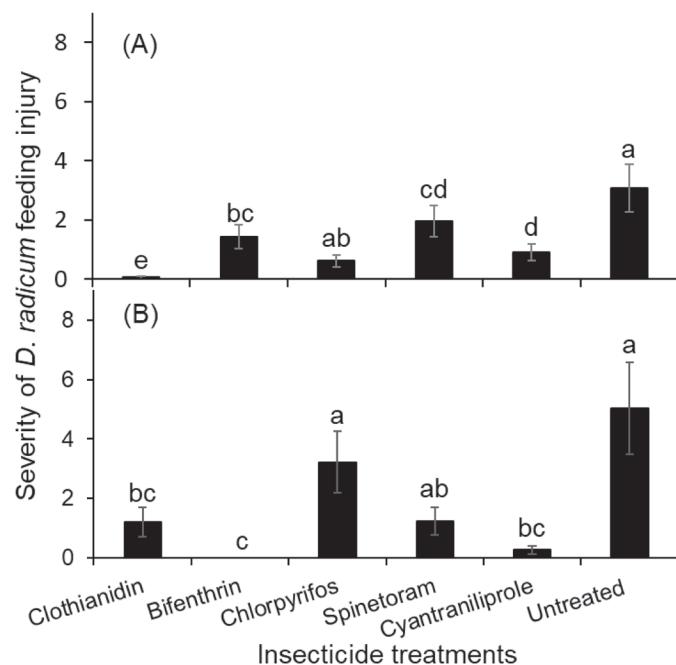 (A)
8
6
4
2
0
e
bc
ab
cd
d
a
(B)
8
6
4
2
0
bc
c
a
ab
bc
a
Severity of D. radicum feeding injury
Clothianidin
Bifenthrin
Chlorpyrifos
Spinetoram
Cyantraniliprole
Untreated
Insecticide treatments